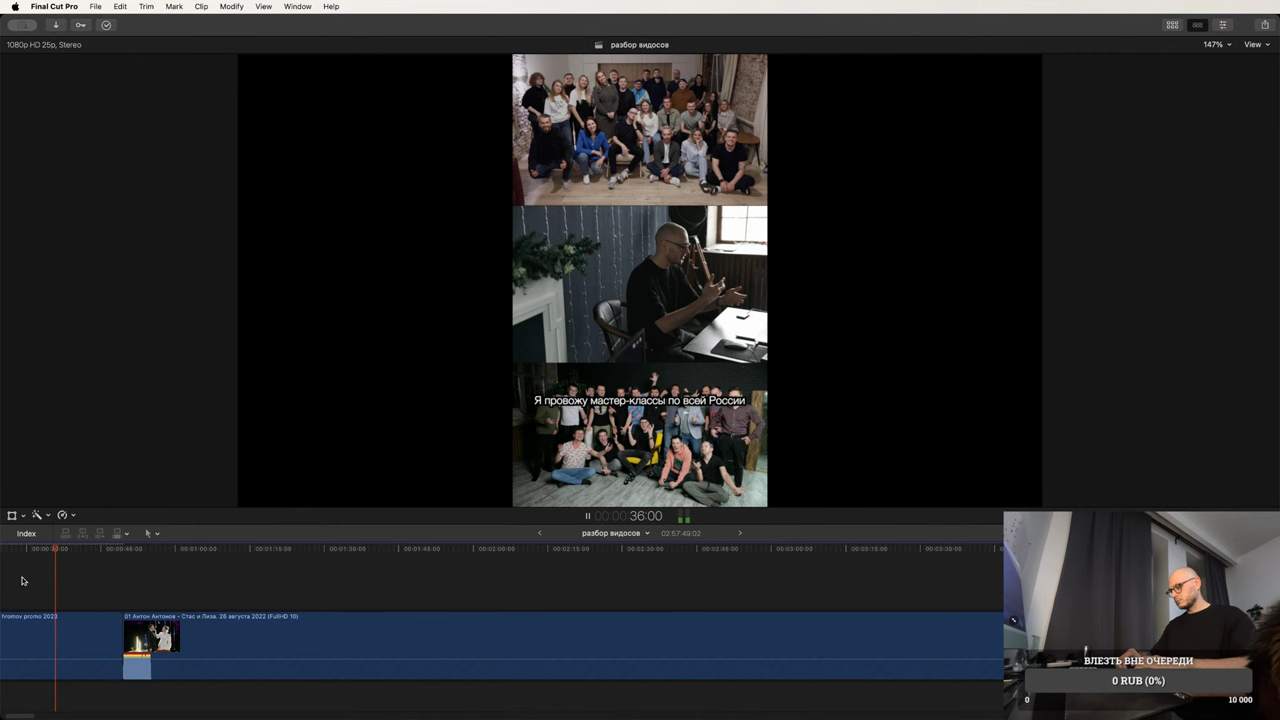 Final Cut Pro File Edit Trim Mark Clip Modify View Window Help
1080p HD 25p, Stereo
разбор видосов
147%
View
Я провожу мастер-классы по всей России
00:00:36:00
Index
разбор видосов
02:57:49:02
00:00:30:00 00:00:45:00 00:01:00:00 00:01:15:00 00:01:30:00 00:01:45:00 00:02:00:00 00:02:15:00 00:02:30:00 00:02:45:00 00:03:00:00 00:03:15:00 00:03:30:00
hromov promo 2023
01 Антон Антонов - Стас и Лиза. 26 августа 2022 (FullHD 10)
ВЛЕЗТЬ ВНЕ ОЧЕРЕДИ
0 RUB (0%)
0
10 000